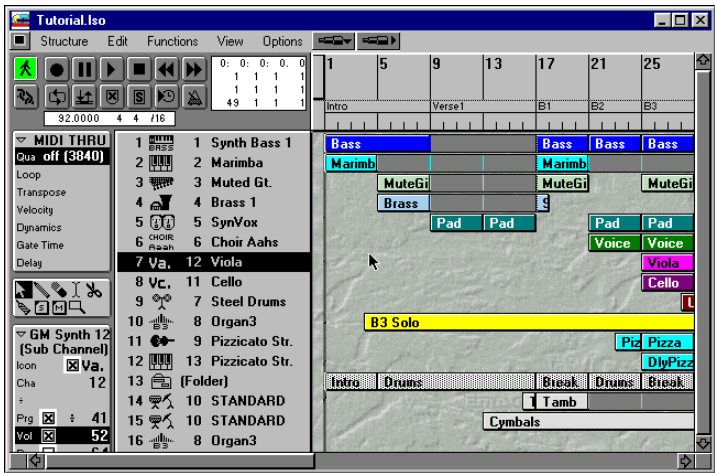 Tutorial.lso
Structure Edit Functions View Options
0: 0: 0: 0. 0
1 1 1
1 1 1
49 1 1 1
92.0000 4 4 /16
1 5 9 13 17 21 25
Intro Verse1 B1 B2 B3
MIDI THRU
Qua off (3840)
Loop
Transpose
Velocity
Dynamics
Gate Time
Delay
GM Synth 12
(Sub Channel)
Icon Va.
Cha 12
Prg 41
Vol 52
1 BASS 1 Synth Bass 1
2 2 Marimba
3 3 Muted Gt.
4 4 Brass 1
5 5 SynVox
6 CHOIR Aaah 6 Choir Aahs
7 Va. 12 Viola
8 Vc. 11 Cello
9 7 Steel Drums
10 B3 8 Organ3
11 9 Pizzicato Str.
12 13 Pizzicato Str.
13 (Folder)
14 10 STANDARD
15 10 STANDARD
16 B3 8 Organ3
Bass Bass Bass Bass
Marimb Marimb
MuteGi MuteGi MuteGi
Brass
Pad Pad Pad Pad
Voice Voice
Viola
Cello
B3 Solo
Piz Pizza
DlyPizz
Intro Drums Break Drums Break
Tamb
Cymbals